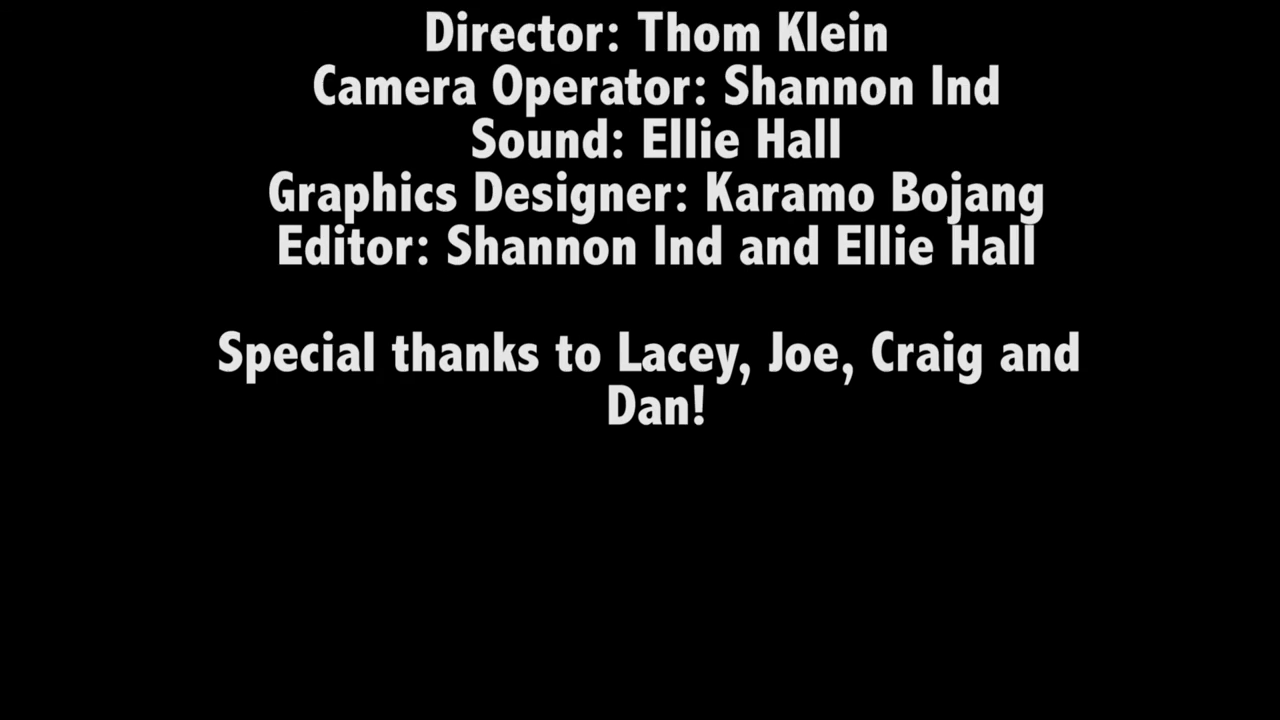 Director: Thom Klein
Camera Operator: Shannon Ind
Sound: Ellie Hall
Graphics Designer: Karamo Bojang
Editor: Shannon Ind and Ellie Hall
Special thanks to Lacey, Joe, Craig and
Dan!